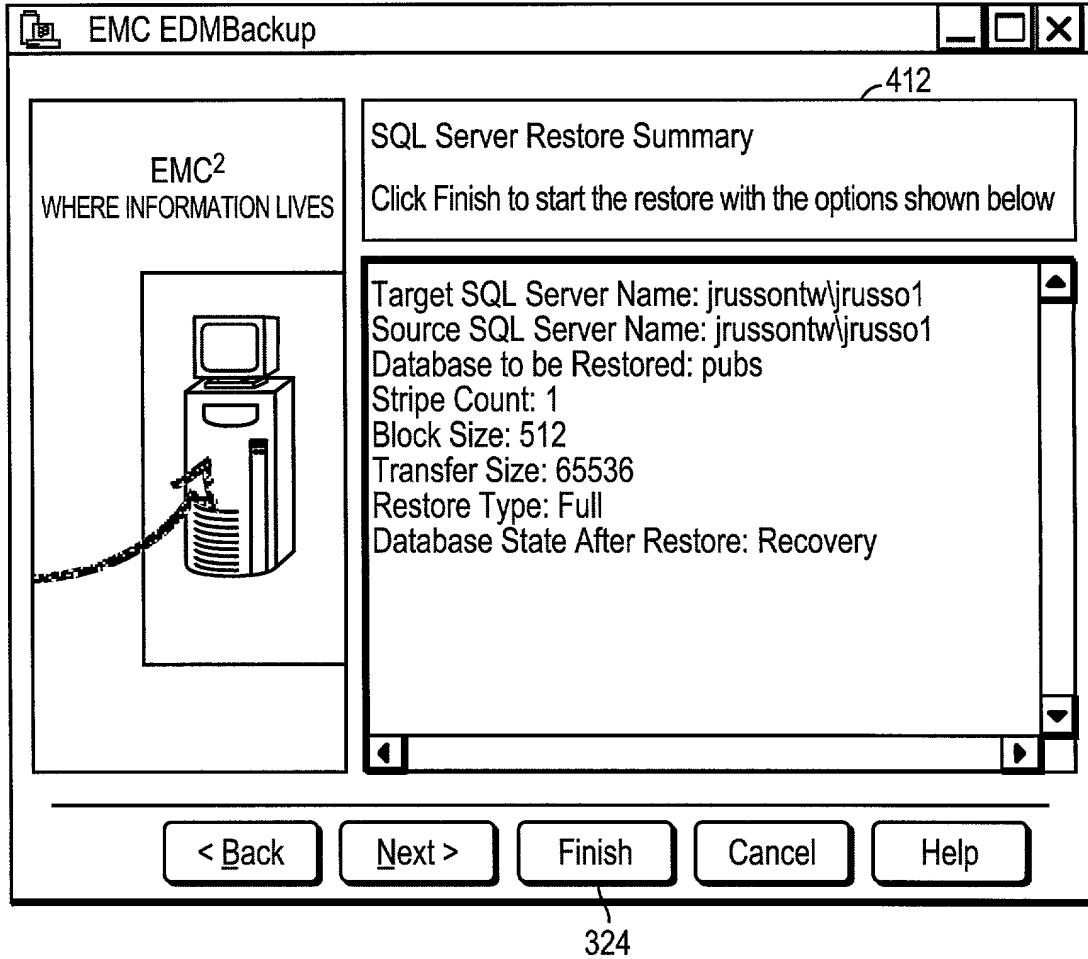 EMC EDMBackup
412
EMC2
WHERE INFORMATION LIVES
SQL Server Restore Summary
Click Finish to start the restore with the options shown below
Target SQL Server Name: jrussontw\jrusso1
Source SQL Server Name: jrussontw\jrusso1
Database to be Restored: pubs
Stripe Count: 1
Block Size: 512
Transfer Size: 65536
Restore Type: Full
Database State After Restore: Recovery
< Back
Next >
Finish
Cancel
Help
324